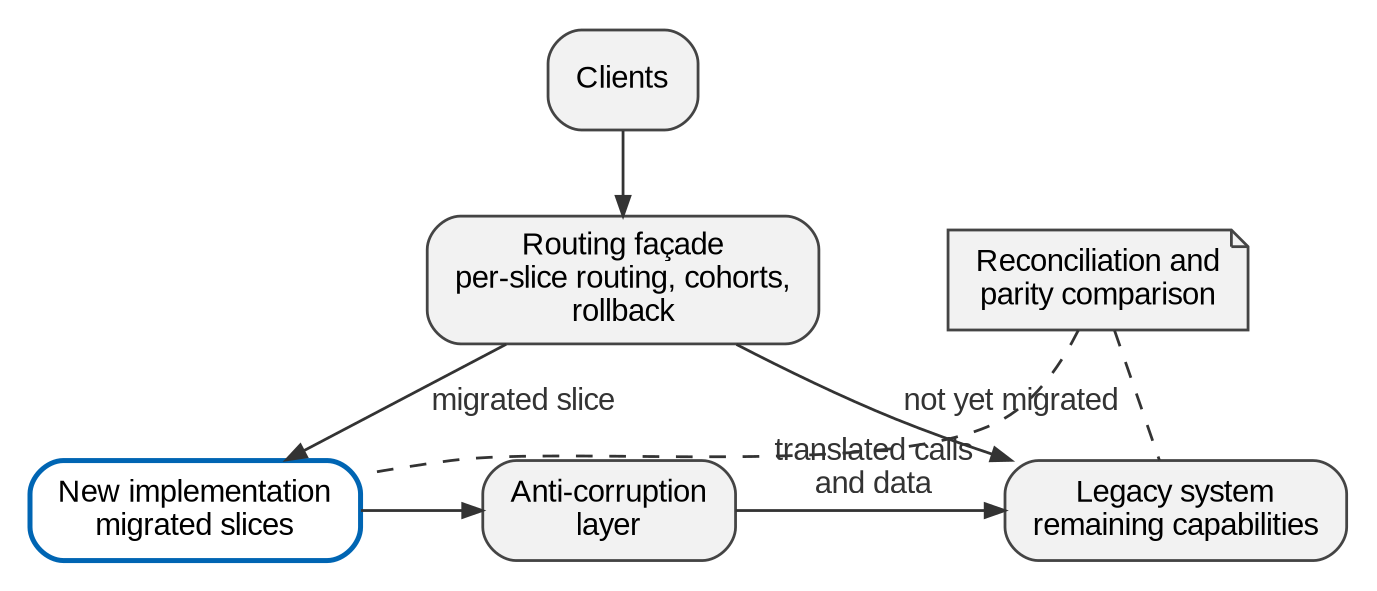 Clients
Routing façade
per-slice routing, cohorts,
rollback
Reconciliation and
parity comparison
migrated slice
not yet migrated
translated calls
and data
New implementation
migrated slices
Anti-corruption
layer
Legacy system
remaining capabilities